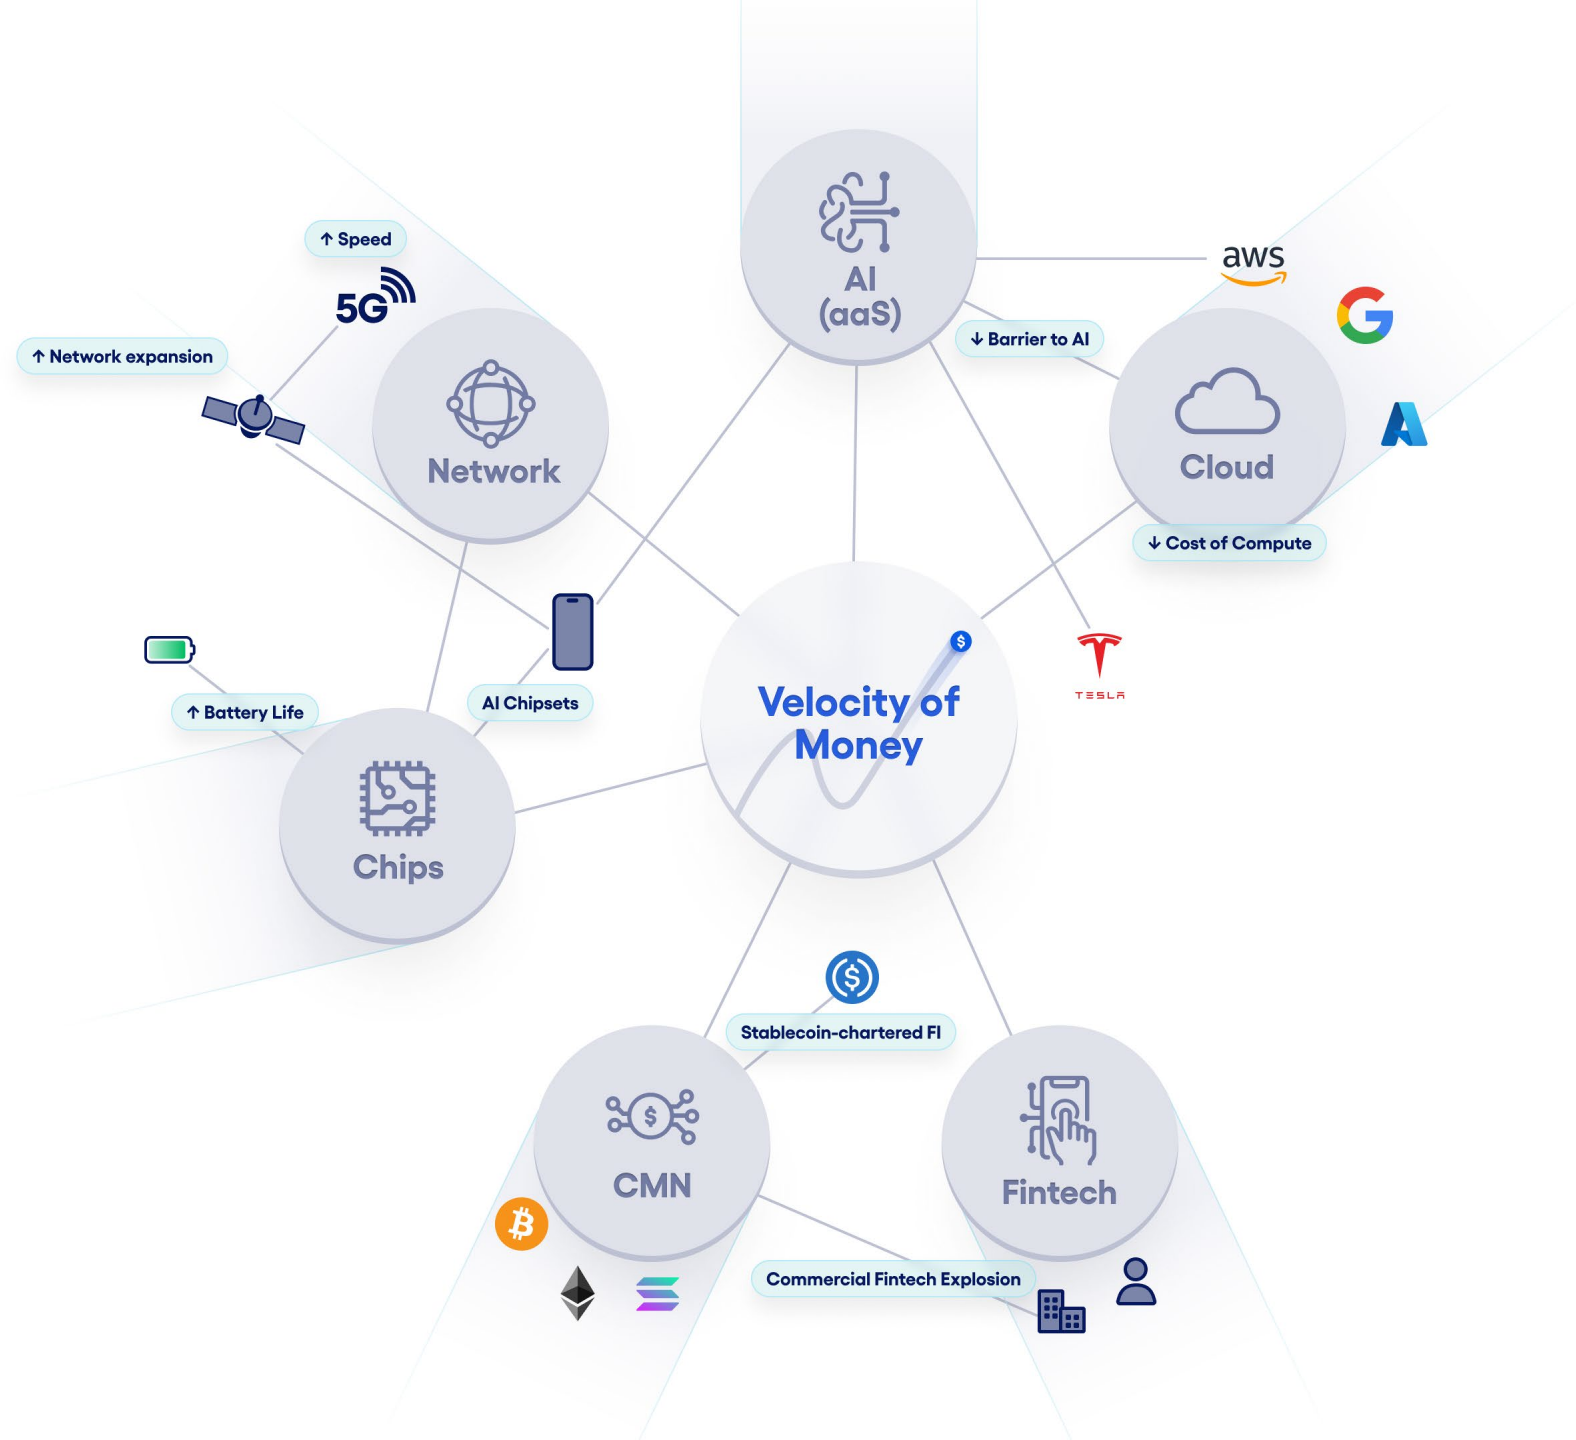 AI
(aaS)
aws
↑ Speed
5G
↓ Barrier to AI
↑ Network expansion
Network
Cloud
↓ Cost of Compute
TESLA
$
Velocity of
Money
AI Chipsets
↑ Battery Life
Chips
$
Stablecoin-chartered FI
$
CMN
Fintech
Commercial Fintech Explosion